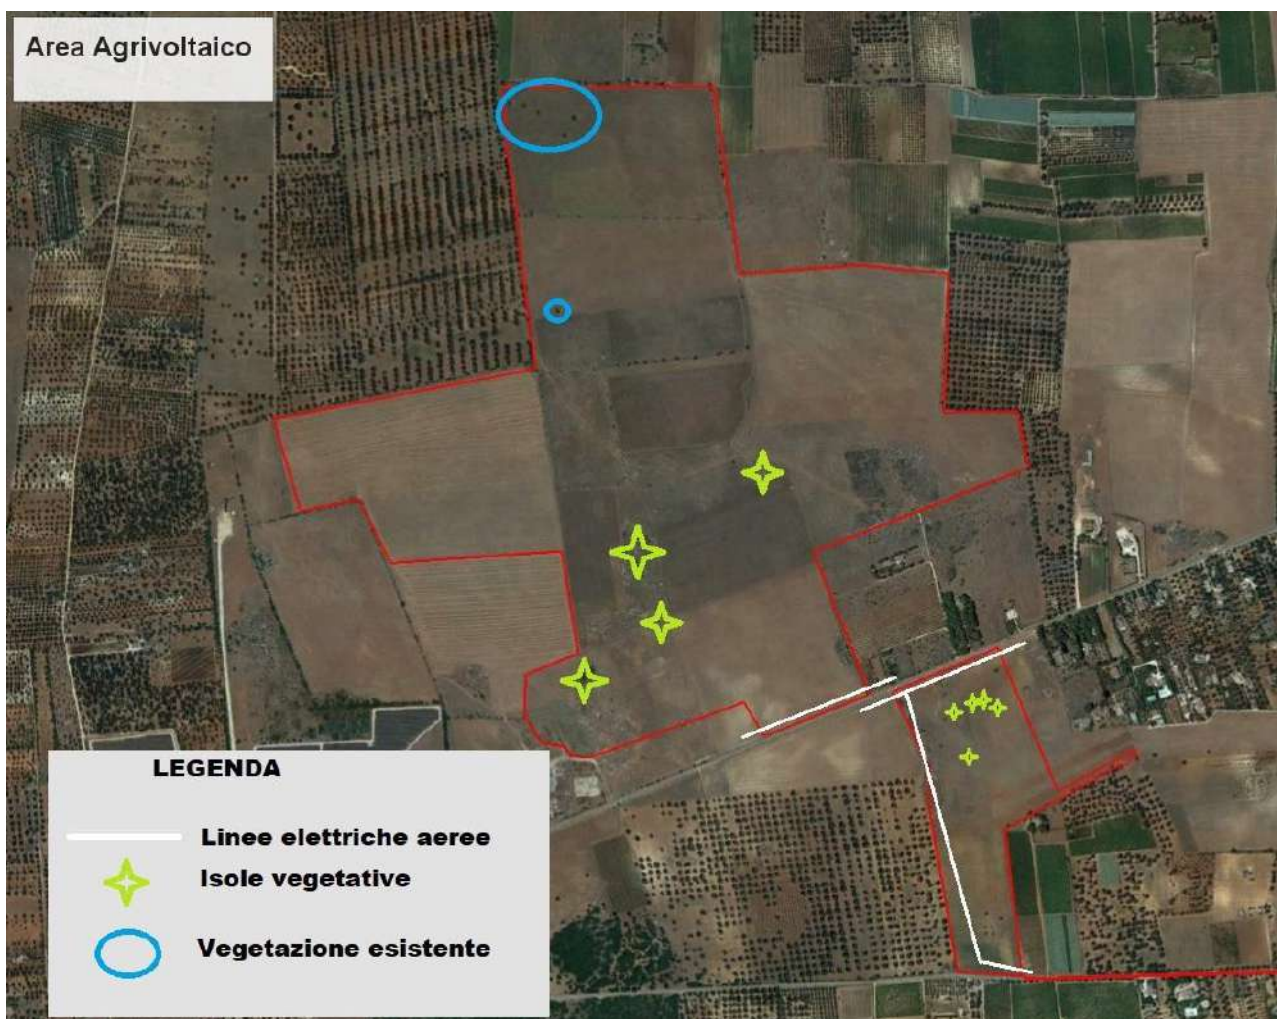 Area Agrivoltaico
LEGENDA
Linee elettriche aeree
Isole vegetative
Vegetazione esistente